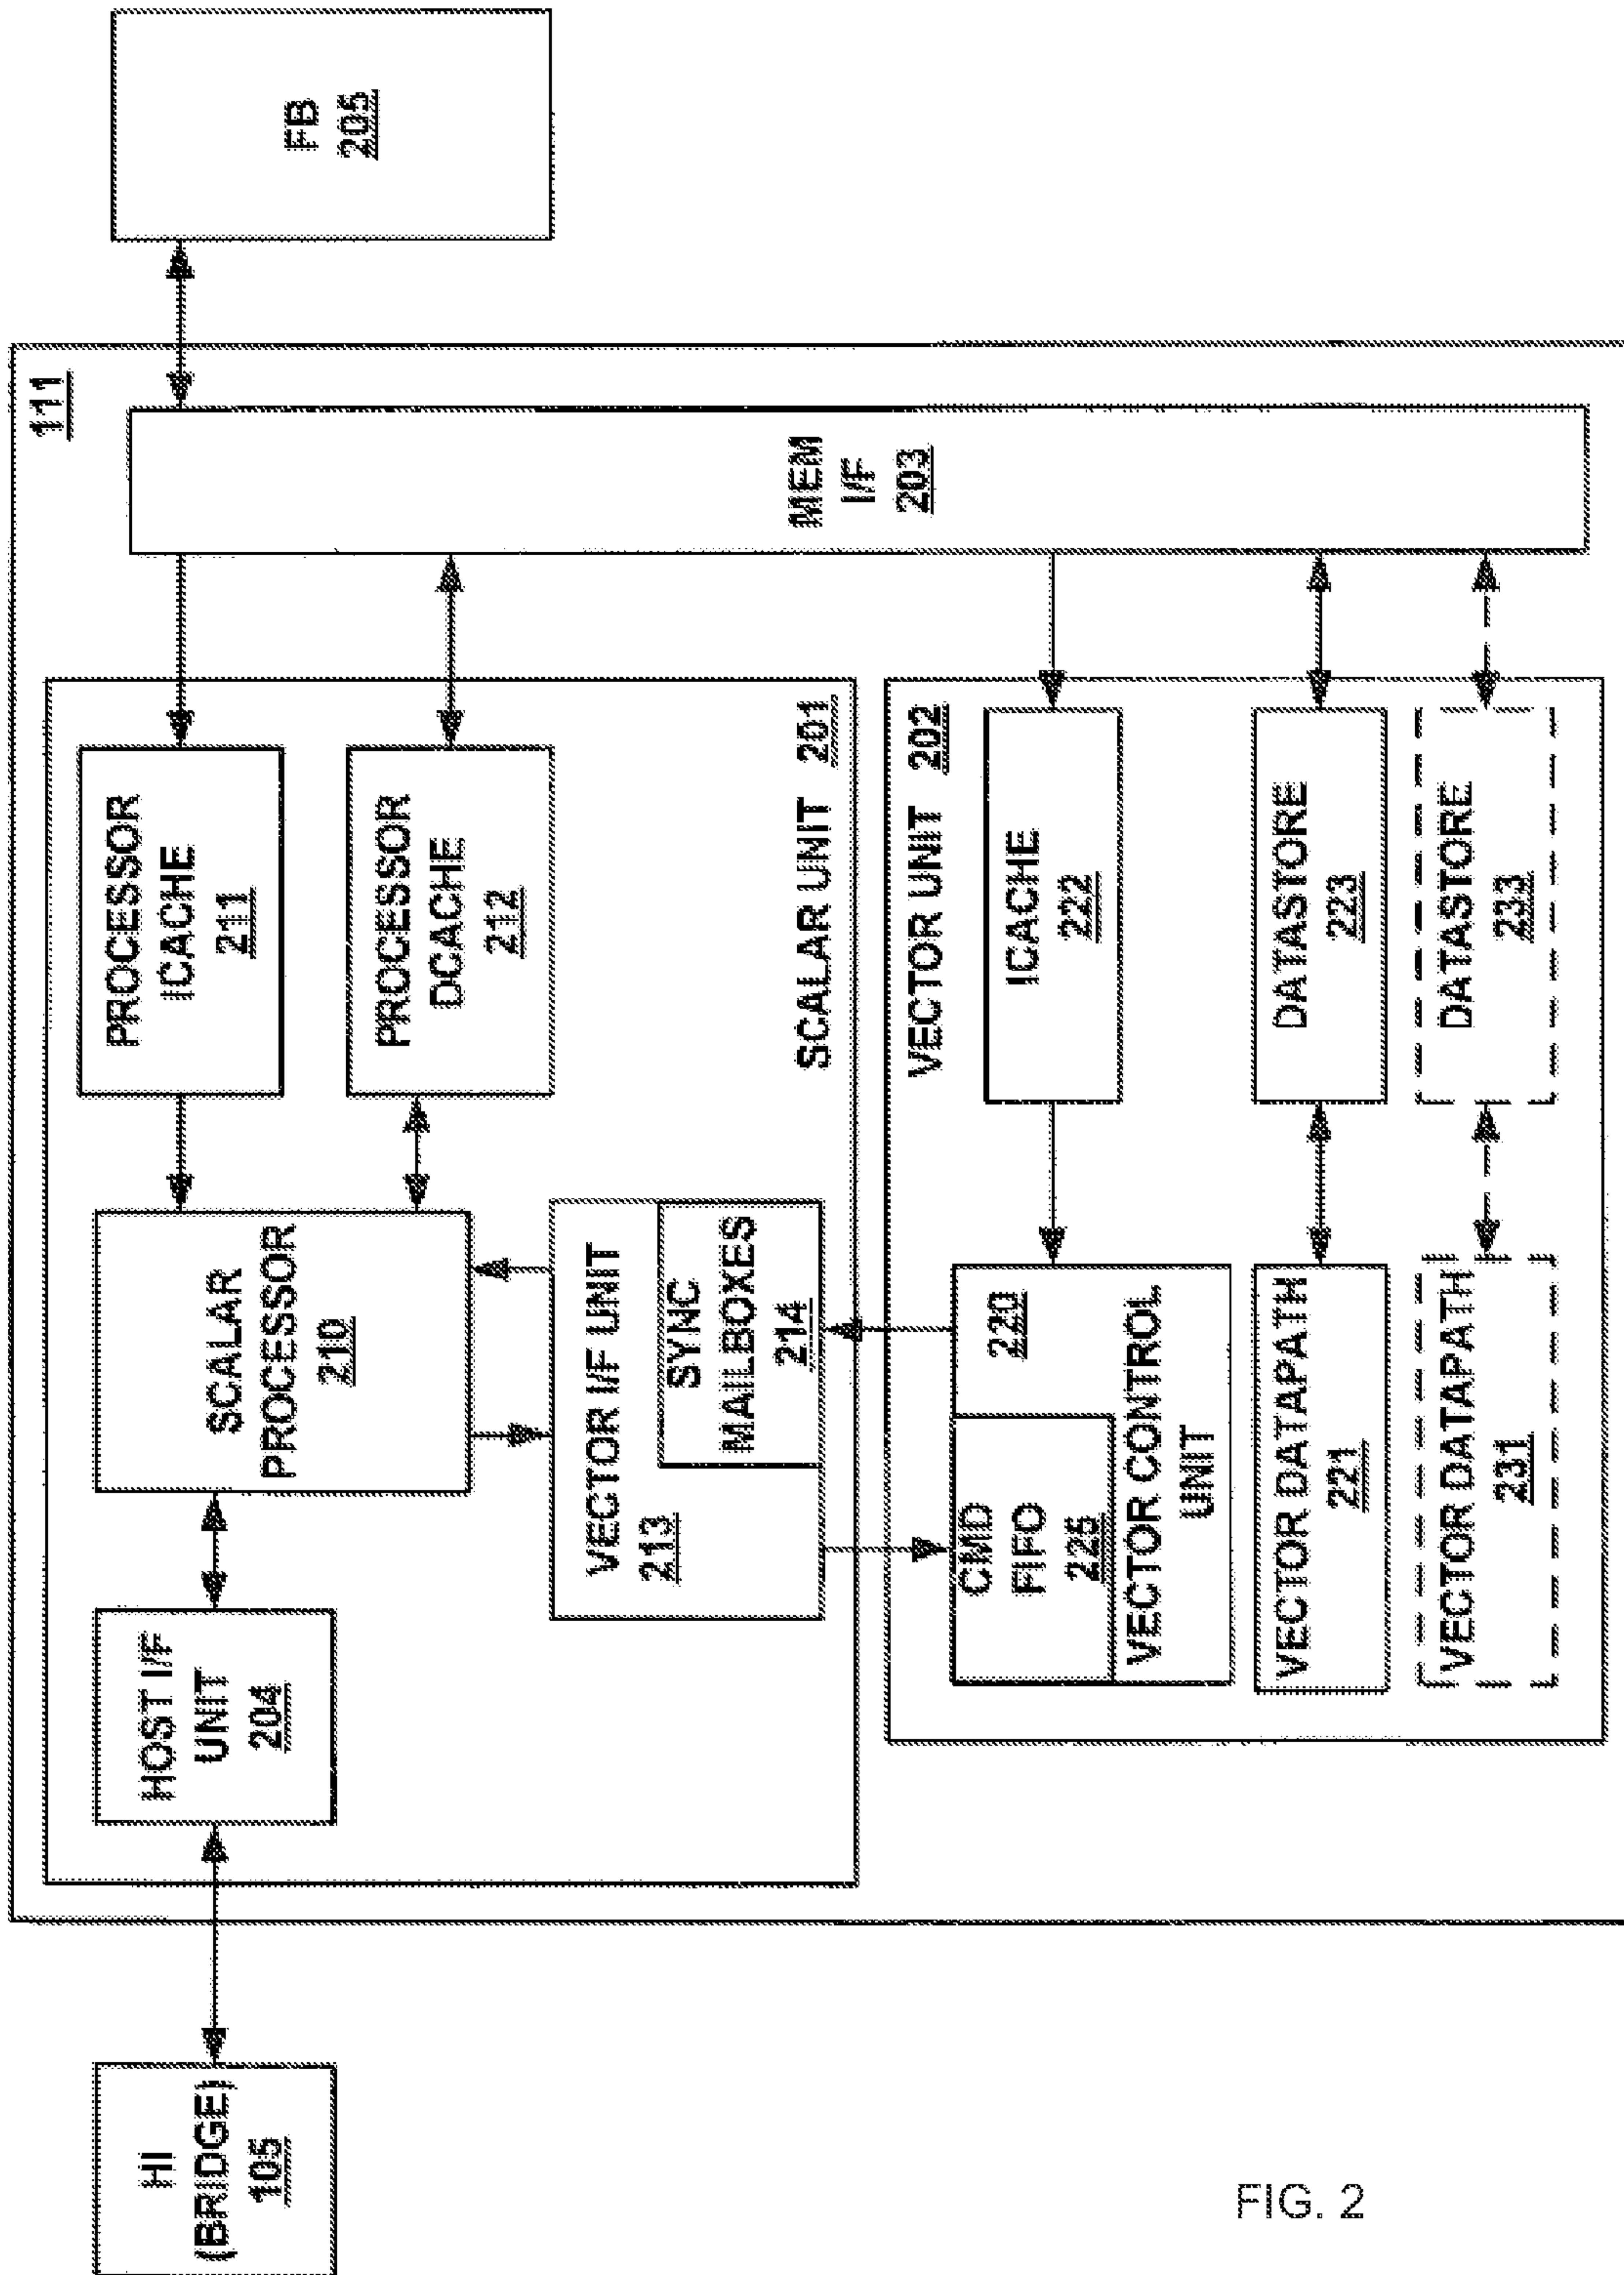 111
HI
(BRIDGE)
105
HOST I/F
UNIT
204
SCALAR
PROCESSOR
210
PROCESSOR
ICACHE
211
PROCESSOR
DCACHE
212
VECTOR I/F UNIT
213
SYNC
MAILBOXES
214
SCALAR UNIT 201
MEM
I/F
203
FB
205
VECTOR UNIT 202
CMD
FIFO
225
220
VECTOR CONTROL
UNIT
ICACHE
222
VECTOR DATAPATH
221
DATASTORE
223
VECTOR DATAPATH
231
DATASTORE
233
FIG. 2